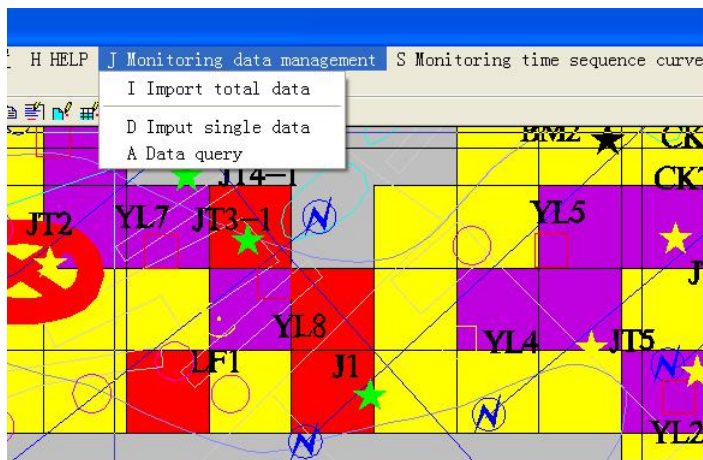 H HELP J Monitoring data management S Monitoring time sequence curve
I Import total data
D Imput single data
A Data query
BM2
CK
JT4-1
CK
JT2
YL7
JT3-1
YL5
J
YL8
YL4
JT5
LF1
J1
YL2